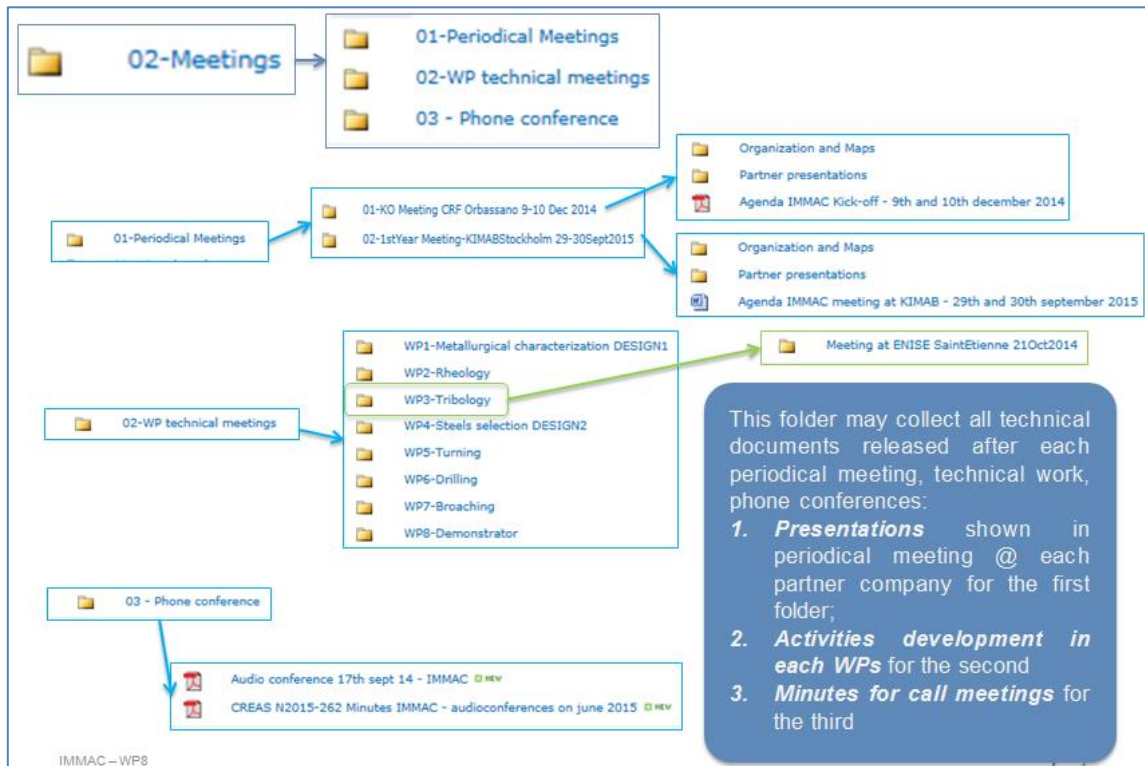 02-Meetings
01-Periodical Meetings
02-WP technical meetings
03 - Phone conference
Organization and Maps
Partner presentations
Agenda IMMAC Kick-off - 9th and 10th december 2014
01-Periodical Meetings
01-KO Meeting CRF Orbassano 9-10 Dec 2014
02-1stYear Meeting-KIMABStockholm 29-30Sept2015
Organization and Maps
Partner presentations
Agenda IMMAC meeting at KIMAB - 29th and 30th september 2015
02-WP technical meetings
WP1-Metallurgical characterization DESIGN1
WP2-Rheology
WP3-Tribology
WP4-Steels selection DESIGN2
WP5-Turning
WP6-Drilling
WP7-Broaching
WP8-Demonstrator
Meeting at ENISE SaintEtienne 21Oct2014
This folder may collect all technical
documents released after each
periodical meeting, technical work,
phone conferences:
1. Presentations shown in
periodical meeting @ each
partner company for the first
folder;
2. Activities development in
each WPs for the second
3. Minutes for call meetings for
the third
03 - Phone conference
Audio conference 17th sept 14 - IMMAC NEW
CREAS N2015-262 Minutes IMMAC - audioconferences on june 2015 NEW
IMMAC – WP8